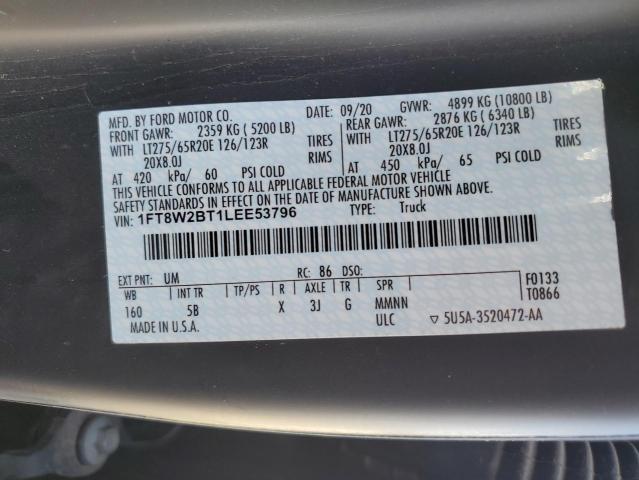 MFD. BY FORD MOTOR CO. DATE: 09/20 GVWR: 4899 KG (10800 LB)
FRONT GAWR: 2359 KG (5200 LB) REAR GAWR: 2876 KG (6340 LB)
WITH LT275/65R20E 126/123R TIRES WITH LT275/65R20E 126/123R TIRES
20X8.0J RIMS 20X8.0J RIMS
AT 420 kPa/ 60 PSI COLD AT 450 kPa/ 65 PSI COLD
THIS VEHICLE CONFORMS TO ALL APPLICABLE FEDERAL MOTOR VEHICLE
SAFETY STANDARDS IN EFFECT ON THE DATE OF MANUFACTURE SHOWN ABOVE.
VIN: 1FT8W2BT1LEE53796 TYPE: Truck
EXT PNT: UM RC: 86 DSO: F0133
WB INT TR TP/PS R AXLE TR SPR T0866
160 5B X 3J G MMNN
MADE IN U.S.A. ULC ▽ 5U5A-3520472-AA